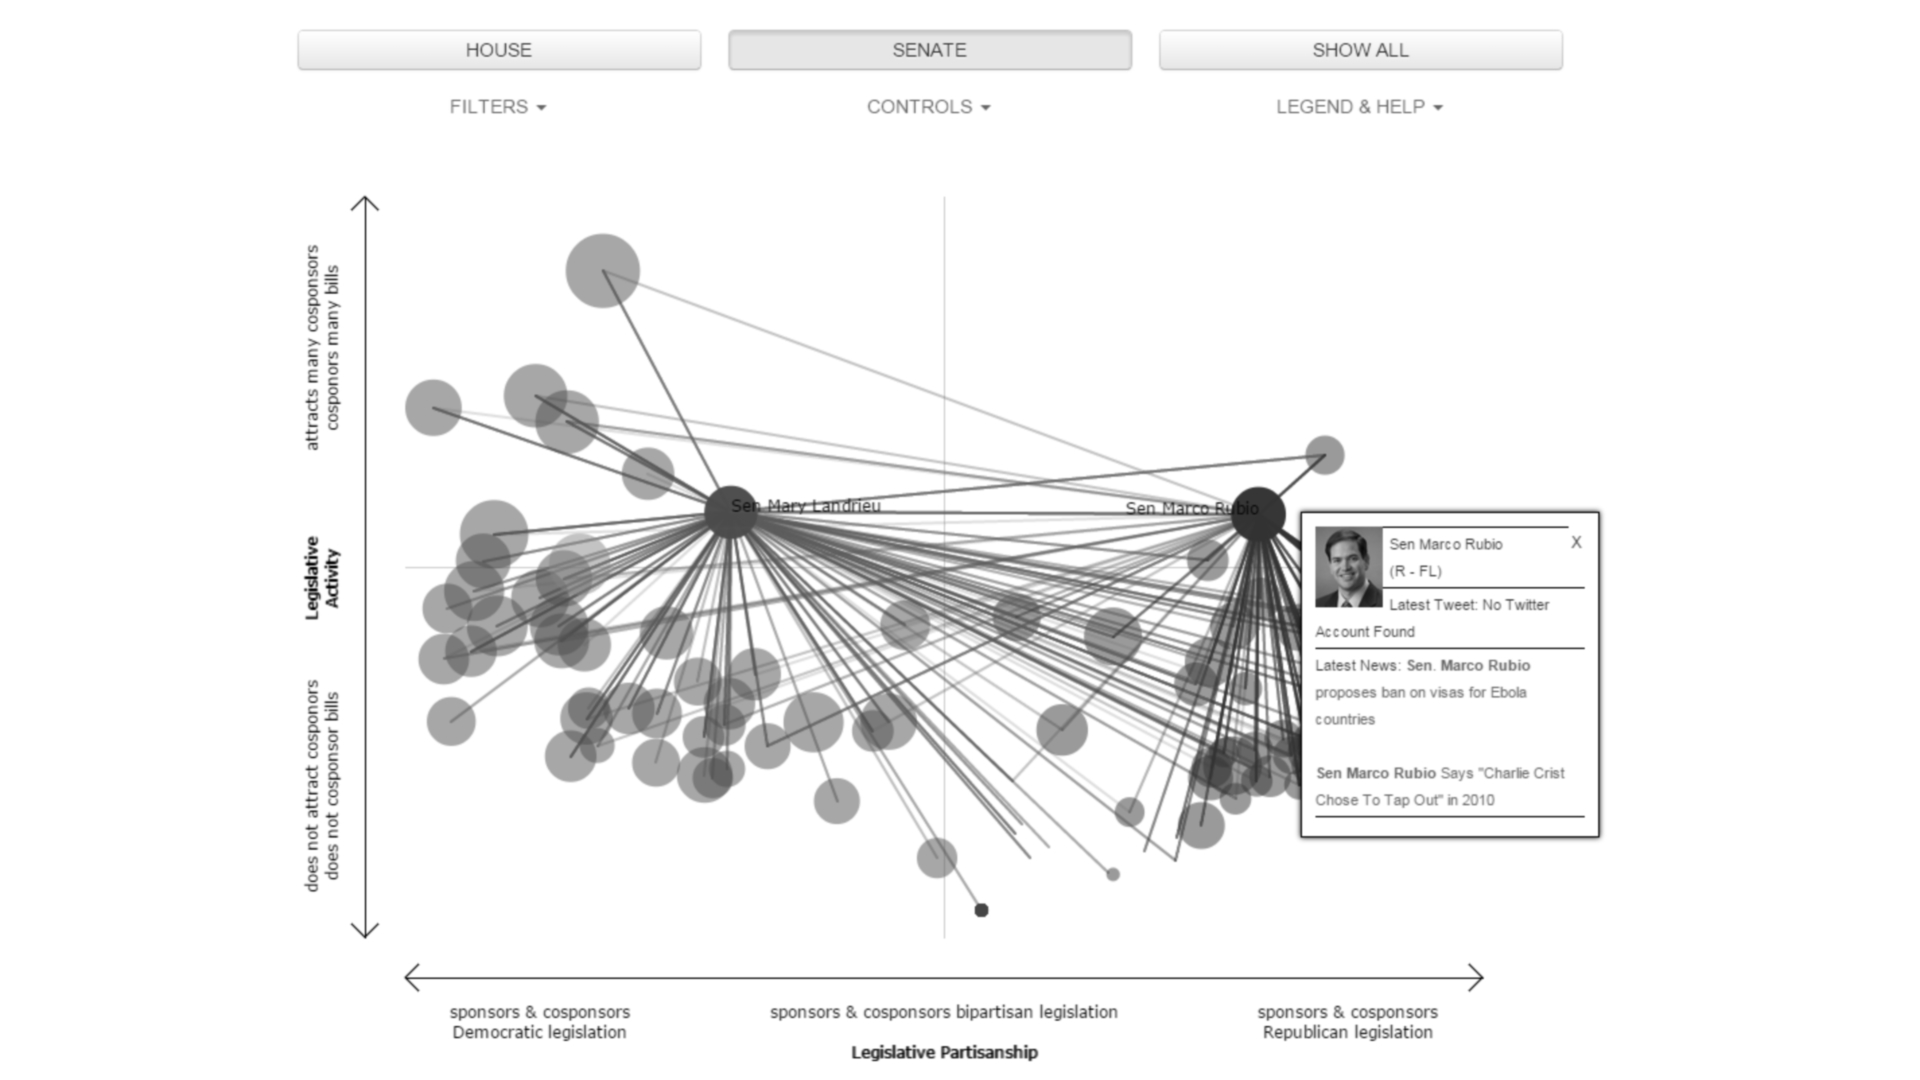 HOUSE
SENATE
SHOW ALL
FILTERS
CONTROLS
LEGEND & HELP
attracts many cosponsors
cosponors many bills
Legislative
Activity
does not attract cosponors
does not cosponsor bills
Sen Mary Landrieu
Sen Marco Rubio
Sen Marco Rubio
X
(R - FL)
Latest Tweet: No Twitter
Account Found
Latest News: Sen. Marco Rubio
proposes ban on visas for Ebola
countries
Sen Marco Rubio Says "Charlie Crist
Chose To Tap Out" in 2010
sponsors & cosponsors
Democratic legislation
sponsors & cosponsors bipartisan legislation
sponsors & cosponsors
Republican legislation
Legislative Partisanship